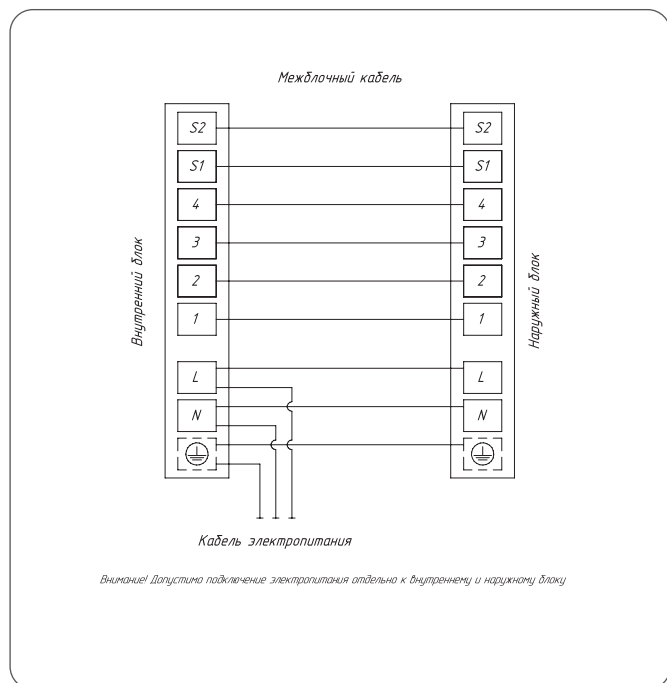 Межблочный кабель
S2 S2
S1 S1
4 4
3 3
2 2
1 1
Внутренний блок
Наружный блок
L L
N N
Кабель электропитания
Внимание! Допустимо подключение электропитания отдельно к внутреннему и наружному блоку